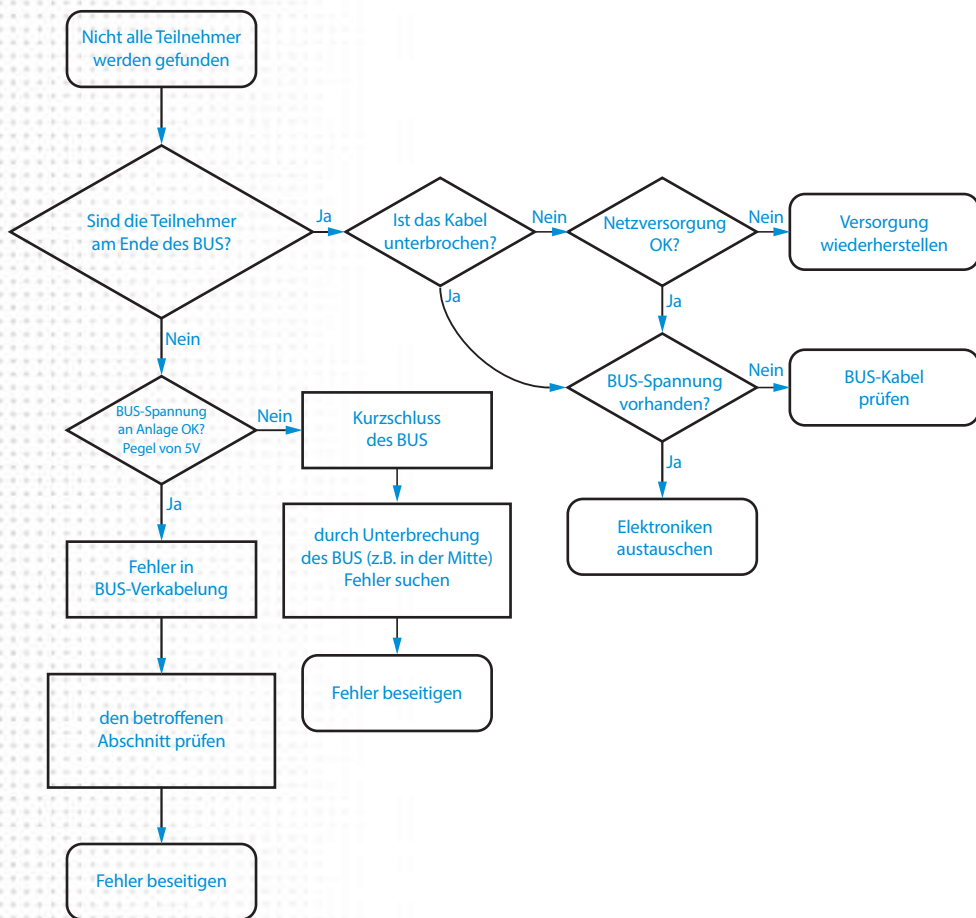 Nicht alle Teilnehmer
werden gefunden
Sind die Teilnehmer
am Ende des BUS?
Ja
Ist das Kabel
unterbrochen?
Nein
Netzversorgung
OK?
Nein
Versorgung
wiederherstellen
Ja
Ja
Nein
BUS-Spannung
vorhanden?
Nein
BUS-Kabel
prüfen
BUS-Spannung
an Anlage OK?
Pegel von 5V
Nein
Kurzschluss
des BUS
Ja
Elektroniken
austauschen
Ja
durch Unterbrechung
des BUS (z.B. in der Mitte)
Fehler suchen
Fehler in
BUS-Verkabelung
Fehler beseitigen
den betroffenen
Abschnitt prüfen
Fehler beseitigen